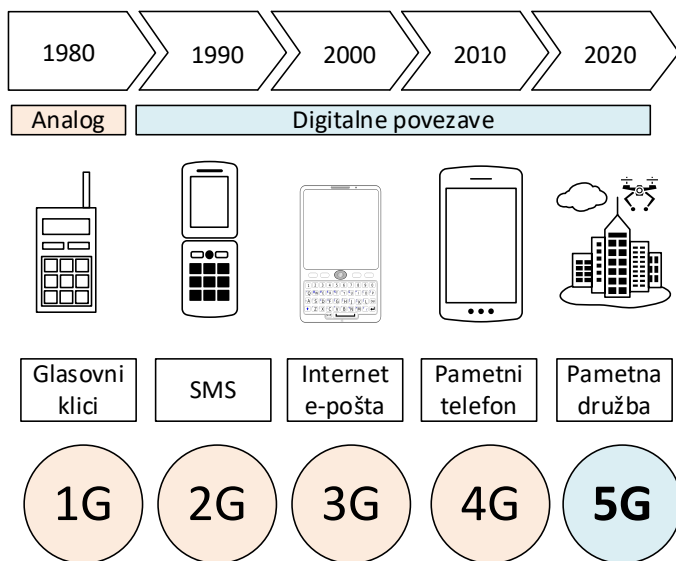 1980
1990
2000
2010
2020
Analog
Digitalne povezave
Glasovni
klici
SMS
Internet
e-pošta
Pametni
telefon
Pametna
družba
1G
2G
3G
4G
5G